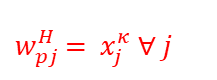 w_{pj}^{H} = x_{j}^{κ} ∀ j